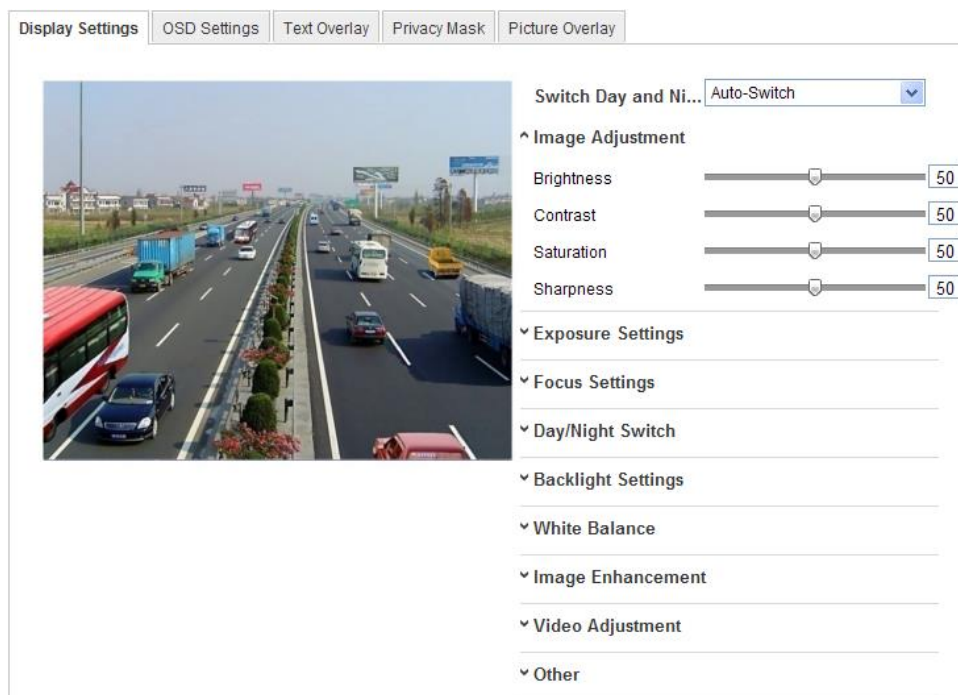 Display Settings OSD Settings Text Overlay Privacy Mask Picture Overlay
Switch Day and Ni... Auto-Switch
Image Adjustment
Brightness 50
Contrast 50
Saturation 50
Sharpness 50
Exposure Settings
Focus Settings
Day/Night Switch
Backlight Settings
White Balance
Image Enhancement
Video Adjustment
Other